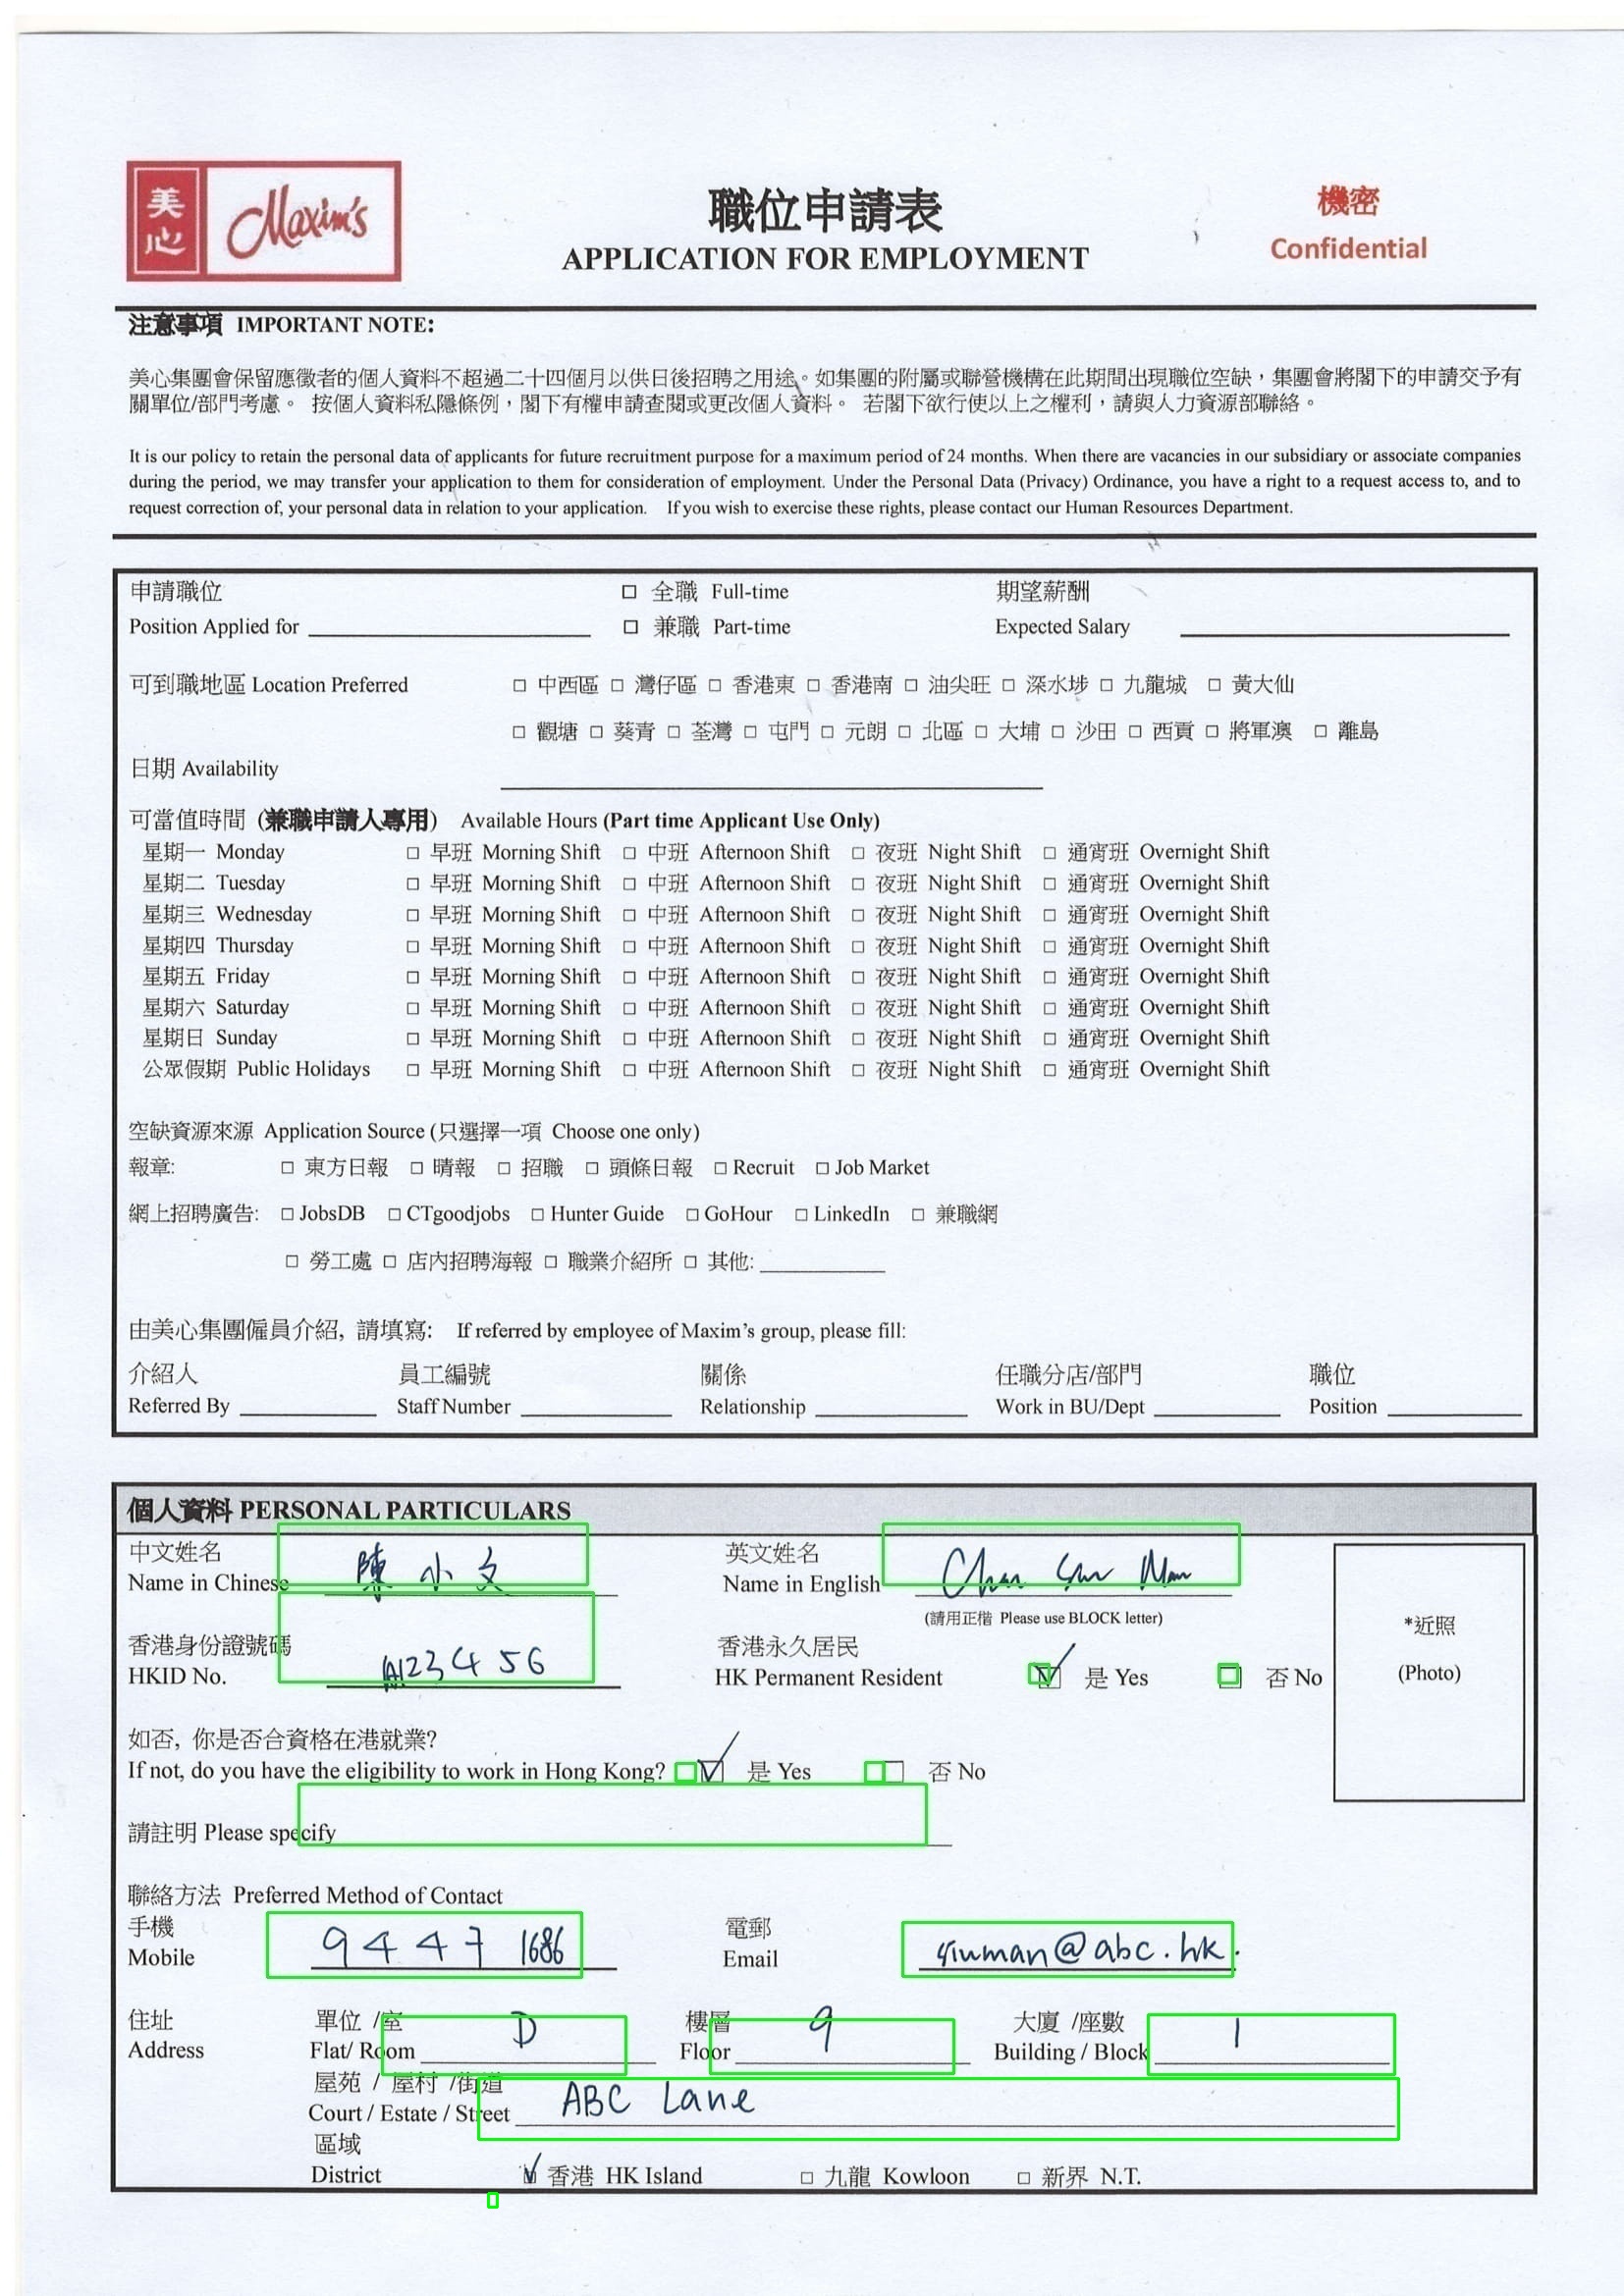 美心 Maxim's
職位申請表
APPLICATION FOR EMPLOYMENT
機密
Confidential
注意事項 IMPORTANT NOTE:
美心集團會保留應徵者的個人資料不超過二十四個月以供日後招聘之用途。如集團的附屬或聯營機構在此期間出現職位空缺，集團會將閣下的申請交予有
關單位/部門考慮。 按個人資料私隱條例，閣下有權申請查閱或更改個人資料。 若閣下欲行使以上之權利，請與人力資源部聯絡。
It is our policy to retain the personal data of applicants for future recruitment purpose for a maximum period of 24 months. When there are vacancies in our subsidiary or associate companies
during the period, we may transfer your application to them for consideration of employment. Under the Personal Data (Privacy) Ordinance, you have a right to a request access to, and to
request correction of, your personal data in relation to your application. If you wish to exercise these rights, please contact our Human Resources Department.
申請職位 □ 全職 Full-time 期望薪酬
Position Applied for □ 兼職 Part-time Expected Salary
可到職地區 Location Preferred □ 中西區 □ 灣仔區 □ 香港東 □ 香港南 □ 油尖旺 □ 深水埗 □ 九龍城 □ 黃大仙
□ 觀塘 □ 葵青 □ 荃灣 □ 屯門 □ 元朗 □ 北區 □ 大埔 □ 沙田 □ 西貢 □ 將軍澳 □ 離島
日期 Availability
可當值時間 (兼職申請人專用) Available Hours (Part time Applicant Use Only)
星期一 Monday □ 早班 Morning Shift □ 中班 Afternoon Shift □ 夜班 Night Shift □ 通宵班 Overnight Shift
星期二 Tuesday □ 早班 Morning Shift □ 中班 Afternoon Shift □ 夜班 Night Shift □ 通宵班 Overnight Shift
星期三 Wednesday □ 早班 Morning Shift □ 中班 Afternoon Shift □ 夜班 Night Shift □ 通宵班 Overnight Shift
星期四 Thursday □ 早班 Morning Shift □ 中班 Afternoon Shift □ 夜班 Night Shift □ 通宵班 Overnight Shift
星期五 Friday □ 早班 Morning Shift □ 中班 Afternoon Shift □ 夜班 Night Shift □ 通宵班 Overnight Shift
星期六 Saturday □ 早班 Morning Shift □ 中班 Afternoon Shift □ 夜班 Night Shift □ 通宵班 Overnight Shift
星期日 Sunday □ 早班 Morning Shift □ 中班 Afternoon Shift □ 夜班 Night Shift □ 通宵班 Overnight Shift
公眾假期 Public Holidays □ 早班 Morning Shift □ 中班 Afternoon Shift □ 夜班 Night Shift □ 通宵班 Overnight Shift
空缺資源來源 Application Source (只選擇一項 Choose one only)
報章: □ 東方日報 □ 晴報 □ 招職 □ 頭條日報 □ Recruit □ Job Market
網上招聘廣告: □ JobsDB □ CTgoodjobs □ Hunter Guide □ GoHour □ LinkedIn □ 兼職網
□ 勞工處 □ 店內招聘海報 □ 職業介紹所 □ 其他:
由美心集團僱員介紹, 請填寫: If referred by employee of Maxim's group, please fill:
介紹人 員工編號 關係 任職分店/部門 職位
Referred By Staff Number Relationship Work in BU/Dept Position
個人資料 PERSONAL PARTICULARS
中文姓名 英文姓名
Name in Chinese 陳小文 Name in English Chan Siu Man
(請用正楷 Please use BLOCK letter)
*近照
(Photo)
香港身份證號碼 香港永久居民
HKID No. A123456 HK Permanent Resident ☑ 是 Yes □ 否 No
如否, 你是否合資格在港就業?
If not, do you have the eligibility to work in Hong Kong? ☑ 是 Yes □ 否 No
請註明 Please specify
聯絡方法 Preferred Method of Contact
手機 電郵
Mobile 9447 1686 Email siuman@abc.hk.
住址 單位 /室 樓層 大廈 /座數
Address Flat/ Room D Floor 9 Building / Block 1
屋苑 / 屋村 /街道
Court / Estate / Street ABC Lane
區域
District ☑ 香港 HK Island □ 九龍 Kowloon □ 新界 N.T.